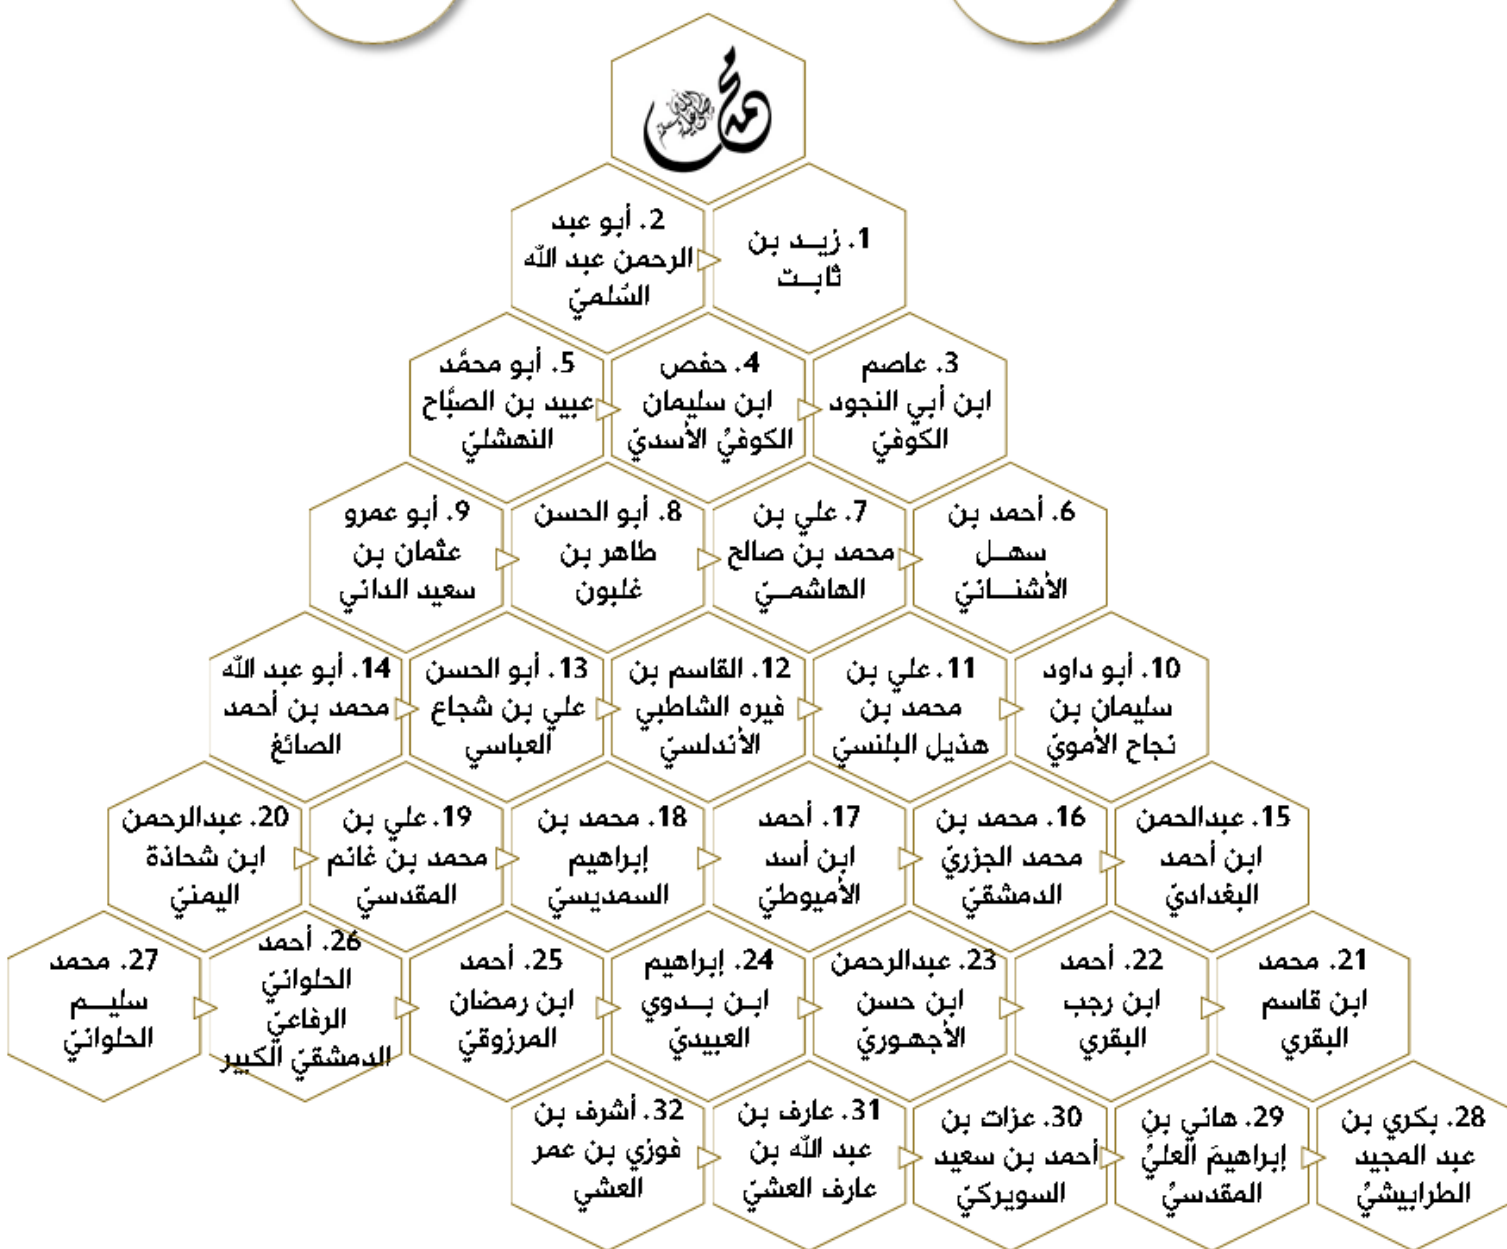 محمد
صلى الله عليه وسلم
1. زيــد بن
ثابــت
2. أبو عبد
الرحمن عبد الله
السُلميّ
3. عاصم
ابن أبي النجود
الكوفيّ
4. حفص
ابن سليمان
الكوفيُ الأسديّ
5. أبو محمَّد
عبيد بن الصبَّاح
النهشليّ
6. أحمد بن
سهــل
الأشنــانيّ
7. علي بن
محمد بن صالح
الهاشمــيّ
8. أبو الحسن
طاهر بن
غلبون
9. أبو عمرو
عثمان بن
سعيد الداني
10. أبو داود
سليمان بن
نجاح الأمويّ
11. علي بن
محمد بن
هذيل البلنسيّ
12. القاسم بن
فيره الشاطبي
الأندلسيّ
13. أبو الحسن
علي بن شجاع
العباسي
14. أبو عبد الله
محمد بن أحمد
الصائغ
15. عبدالحمن
ابن أحمد
البغداديّ
16. محمد بن
محمد الجزريّ
الدمشقيّ
17. أحمد
ابن أسد
الأميوطيّ
18. محمد بن
إبراهيم
السمديسيّ
19. علي بن
محمد بن غانم
المقدسيّ
20. عبدالرحمن
ابن شحاذة
اليمنيّ
21. محمد
ابن قاسم
البقري
22. أحمد
ابن رجب
البقري
23. عبدالرحمن
ابن حسن
الأجهـوريّ
24. إبراهيم
ابـن بــدوي
العبيديّ
25. أحمد
ابن رمضان
المرزوقيّ
26. أحمد
الحلوانيّ
الرفاعيّ
الدمشقيّ الكبير
27. محمد
سليــم
الحلوانيّ
28. بكري بن
عبد المجيد
الطرابيشيُ
29. هاني بنِ
إبراهيمَ العليُ
المقدسيُ
30. عزات بن
أحمد بن سعيد
السويركيّ
31. عارف بن
عبد الله بن
عارف العشيّ
32. أشرف بن
فوزي بن عمر
العشي